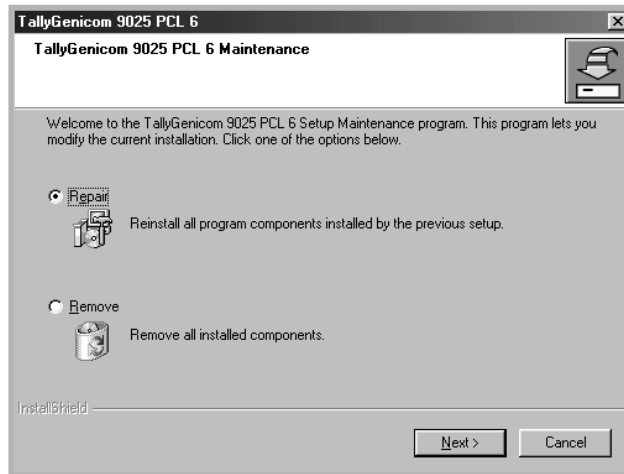 TallyGenicom 9025 PCL 6
TallyGenicom 9025 PCL 6 Maintenance
Welcome to the TallyGenicom 9025 PCL 6 Setup Maintenance program. This program lets you
modify the current installation. Click one of the options below.
Repair
Reinstall all program components installed by the previous setup.
Remove
Remove all installed components.
InstallShield
Next >
Cancel